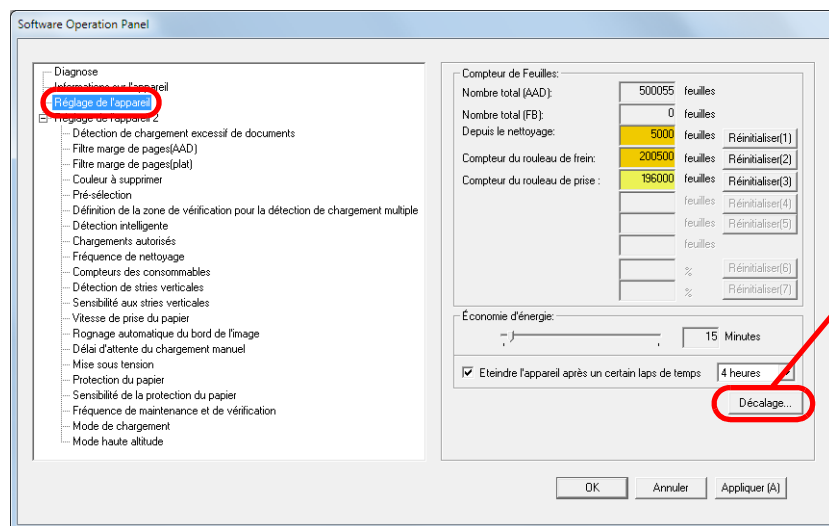 Software Operation Panel
Diagnose
Informations sur l'appareil
Réglage de l'appareil
Réglage de l'appareil 2
Détection de chargement excessif de documents
Filtre marge de pages(AAD)
Filtre marge de pages(plat)
Couleur à supprimer
Pré-sélection
Définition de la zone de vérification pour la détection de chargement multiple
Détection intelligente
Chargements autorisés
Fréquence de nettoyage
Compteurs des consommables
Détection de stries verticales
Sensibilité aux stries verticales
Vitesse de prise du papier
Rognage automatique du bord de l'image
Délai d'attente du chargement manuel
Mise sous tension
Protection du papier
Sensibilité de la protection du papier
Fréquence de maintenance et de vérification
Mode de chargement
Mode haute altitude
Compteur de Feuilles:
Nombre total (AAD): 500055 feuilles
Nombre total (FB): 0 feuilles
Depuis le nettoyage: 5000 feuilles Réinitialiser(1)
Compteur du rouleau de frein: 200500 feuilles Réinitialiser(2)
Compteur du rouleau de prise : 196000 feuilles Réinitialiser(3)
feuilles Réinitialiser(4)
feuilles Réinitialiser(5)
feuilles
% Réinitialiser(6)
% Réinitialiser(7)
Économie d'énergie:
15 Minutes
Eteindre l'appareil après un certain laps de temps 4 heures
Décalage...
OK Annuler Appliquer (A)